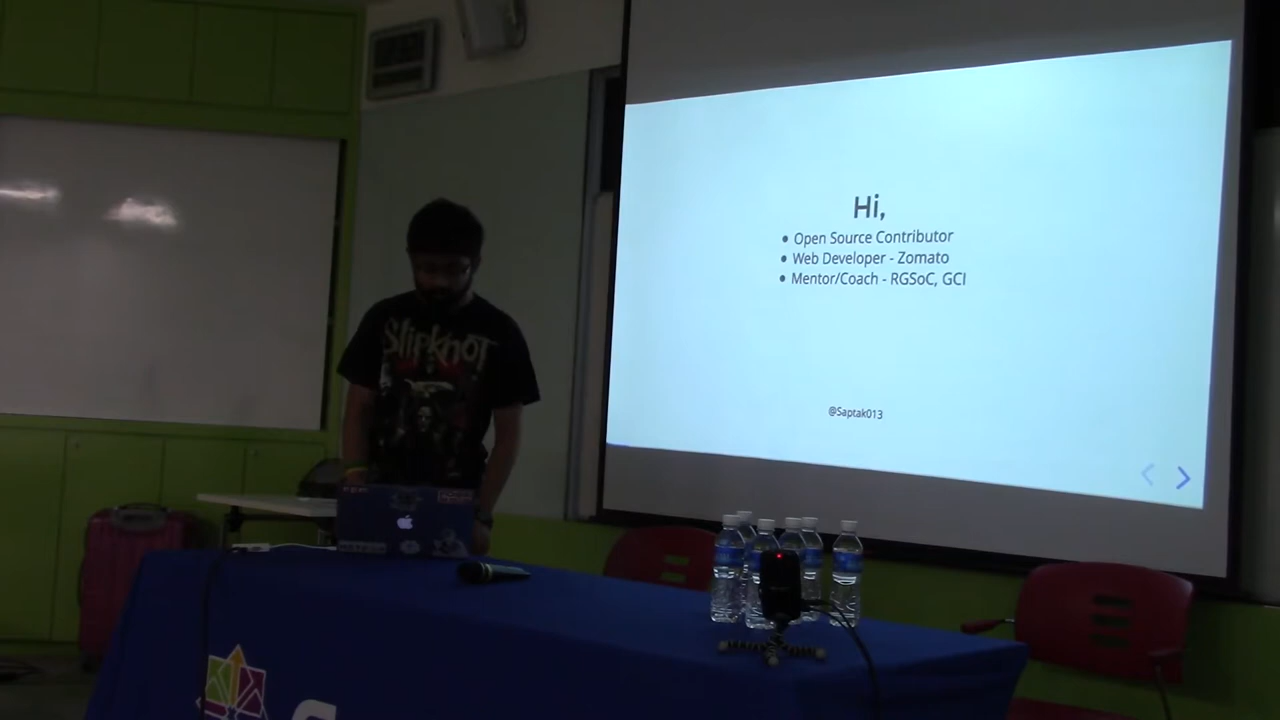 Hi,
• Open Source Contributor
• Web Developer - Zomato
• Mentor/Coach - RGSoC, GCI
@Saptak013
SlipKnoT